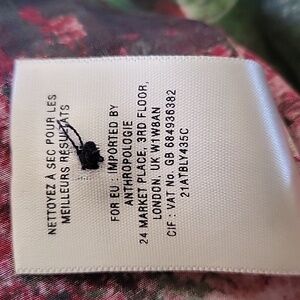 NETTOYEZ À SEC POUR LES
MEILLEURS RÉSULTATS
FOR EU : IMPORTED BY
ANTHROPOLOGIE
24 MARKET PLACE, 3RD FLOOR,
LONDON, UK W1W8AN
CIF : VAT No. GB 684936382
21ATBLY435C